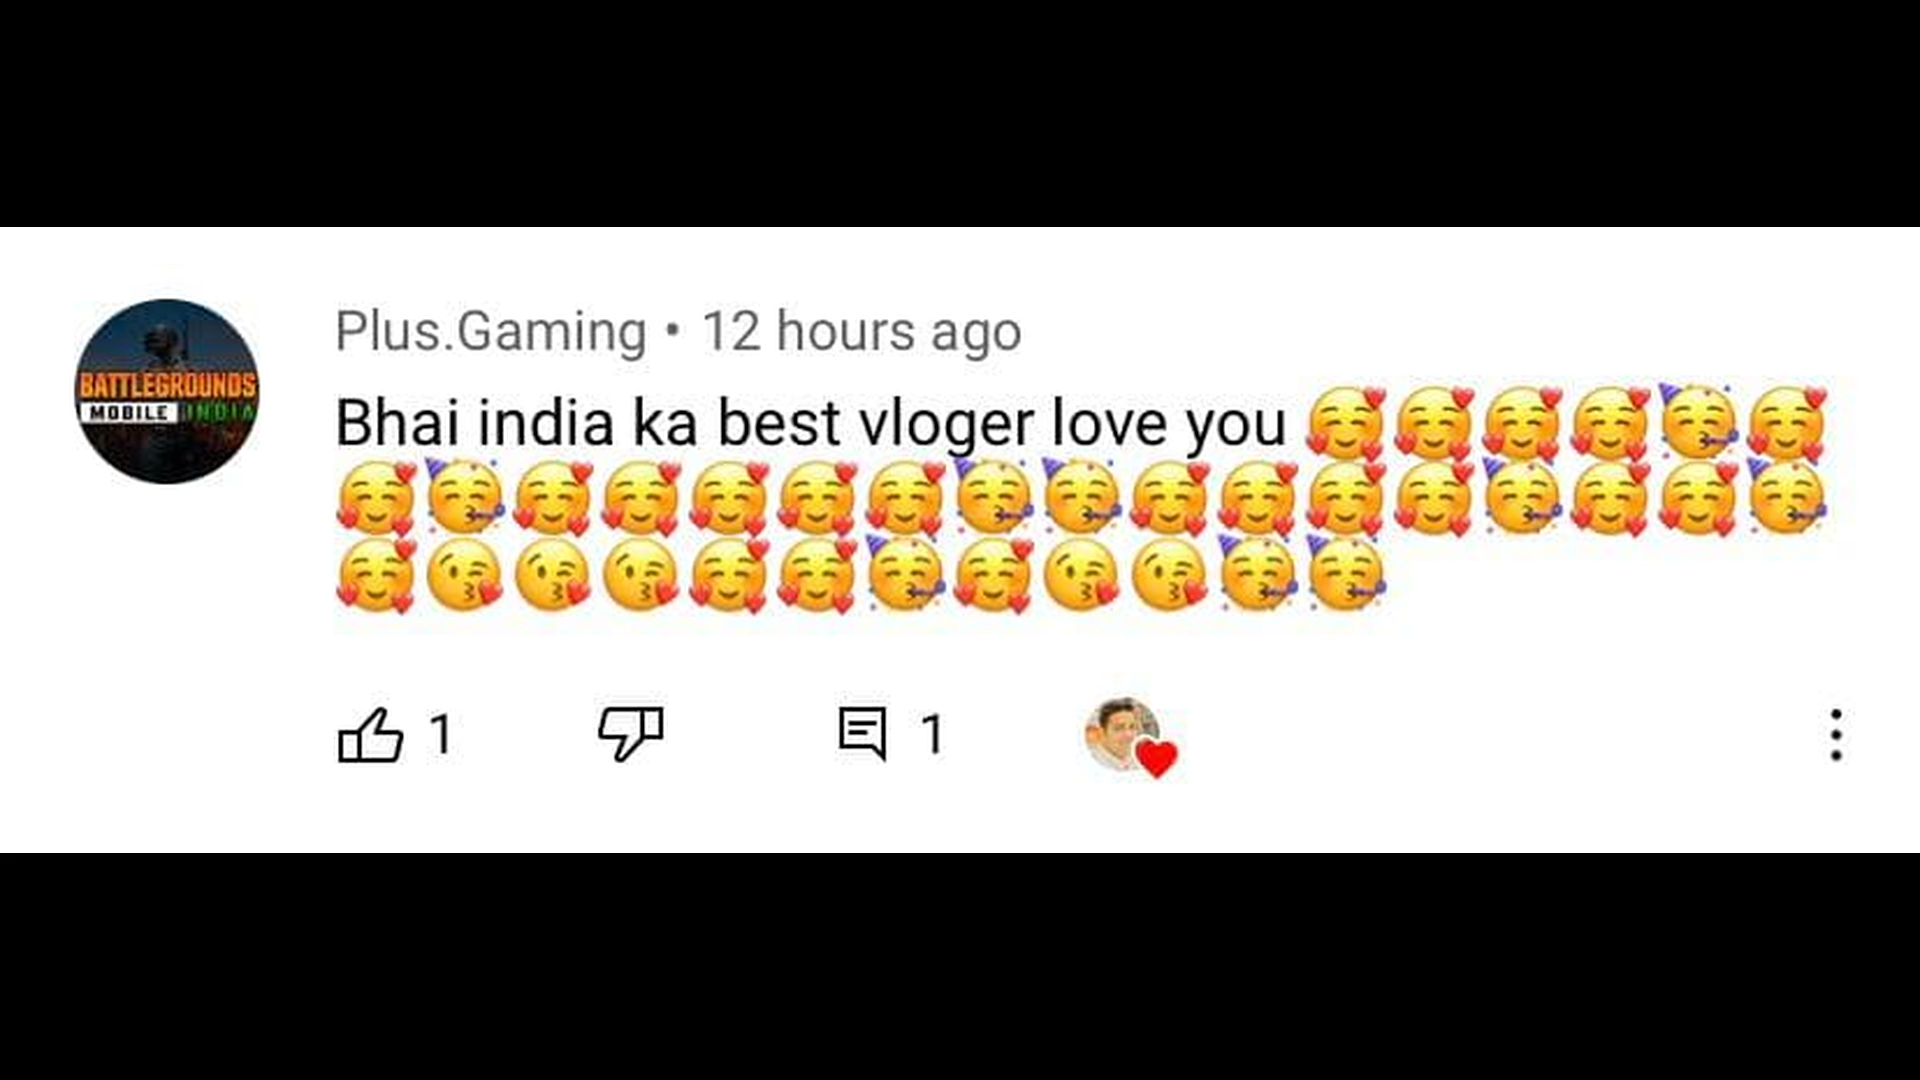 BATTLEGROUNDS
MOBILE INDIA
Plus.Gaming • 12 hours ago
Bhai india ka best vloger love you 🥰🥰🥰🥰🥳🥰
🥰🥳🥰🥰🥰🥰🥰🥳🥳🥰🥰🥰🥰🥳🥰🥰🥳
🥰😘😘😘🥰🥰🥳🥰😘😘🥳🥳
1 1